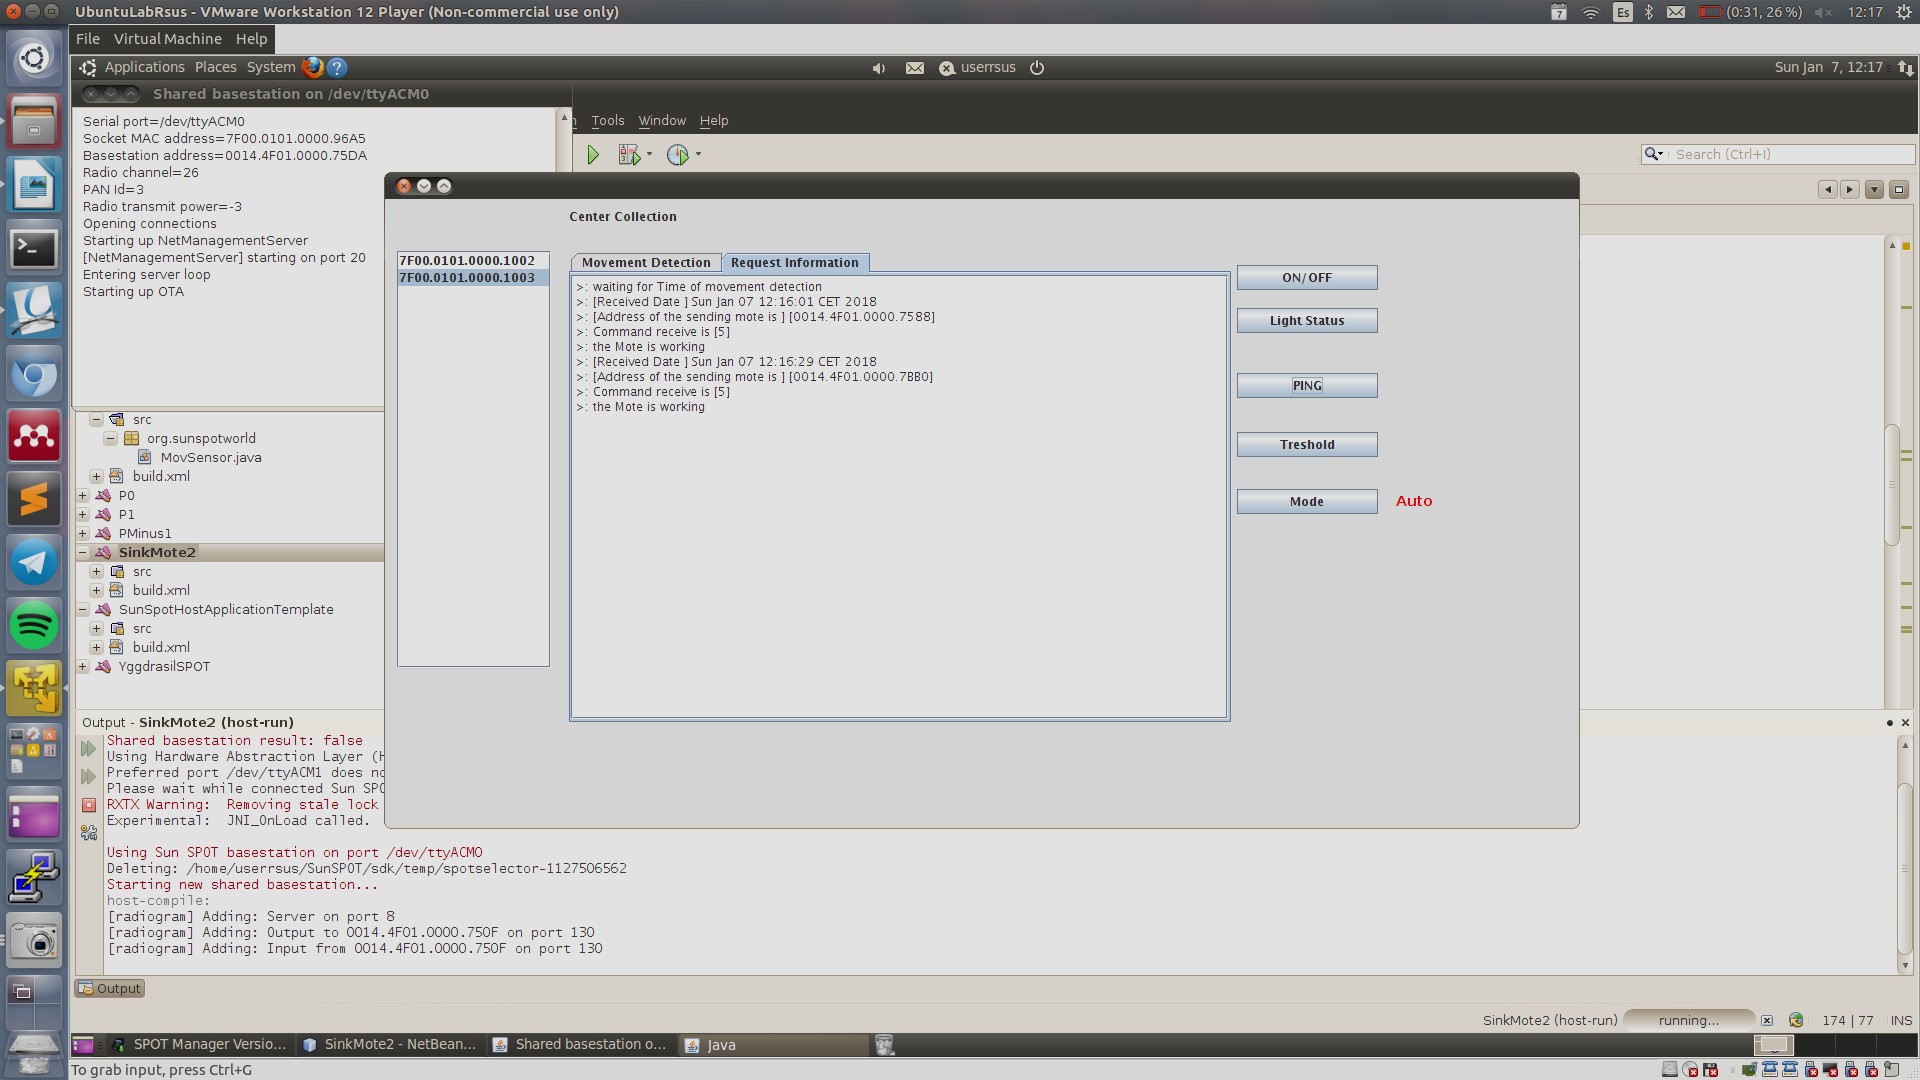 UbuntuLabRsus - VMware Workstation 12 Player (Non-commercial use only)
7 Es (0:31, 26 %) 12:17
File Virtual Machine Help
Applications Places System ? userrsus Sun Jan 7, 12:17
Shared basestation on /dev/ttyACM0
Serial port=/dev/ttyACM0
Socket MAC address=7F00.0101.0000.96A5
Basestation address=0014.4F01.0000.75DA
Radio channel=26
PAN Id=3
Radio transmit power=-3
Opening connections
Starting up NetManagementServer
[NetManagementServer] starting on port 20
Entering server loop
Starting up OTA
Tools Window Help
Search (Ctrl+I)
Center Collection
7F00.0101.0000.1002
7F00.0101.0000.1003
Movement Detection Request Information
>: waiting for Time of movement detection
>: [Received Date ] Sun Jan 07 12:16:01 CET 2018
>: [Address of the sending mote is ] [0014.4F01.0000.7588]
>: Command receive is [5]
>: the Mote is working
>: [Received Date ] Sun Jan 07 12:16:29 CET 2018
>: [Address of the sending mote is ] [0014.4F01.0000.7BB0]
>: Command receive is [5]
>: the Mote is working
ON/OFF
Light Status
PING
Treshold
Mode Auto
src
org.sunspotworld
MovSensor.java
build.xml
P0
P1
PMinus1
SinkMote2
src
build.xml
SunSpotHostApplicationTemplate
src
build.xml
YggdrasilSPOT
Output - SinkMote2 (host-run)
Shared basestation result: false
Using Hardware Abstraction Layer (H
Preferred port /dev/ttyACM1 does no
Please wait while connected Sun SPO
RXTX Warning: Removing stale lock
Experimental: JNI_OnLoad called.
Using Sun SPOT basestation on port /dev/ttyACM0
Deleting: /home/userrsus/SunSPOT/sdk/temp/spotselector-1127506562
Starting new shared basestation...
host-compile:
[radiogram] Adding: Server on port 8
[radiogram] Adding: Output to 0014.4F01.0000.750F on port 130
[radiogram] Adding: Input from 0014.4F01.0000.750F on port 130
Output
SinkMote2 (host-run) running... 174 | 77 INS
SPOT Manager Versio... SinkMote2 - NetBean... Shared basestation o... Java
To grab input, press Ctrl+G